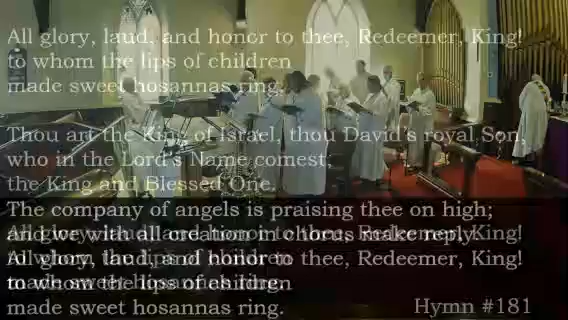 All glory, laud, and honor to thee, Redeemer, King!
to whom the lips of children
made sweet hosannas ring.
Thou art the King of Israel, thou David's royal Son,
who in the Lord's Name comest,
the King and Blessed One.
The company of angels is praising thee on high;
and we with all creation in chorus make reply.
All glory, laud, and honor to thee, Redeemer, King!
to whom the lips of children
made sweet hosannas ring.
Hymn #181